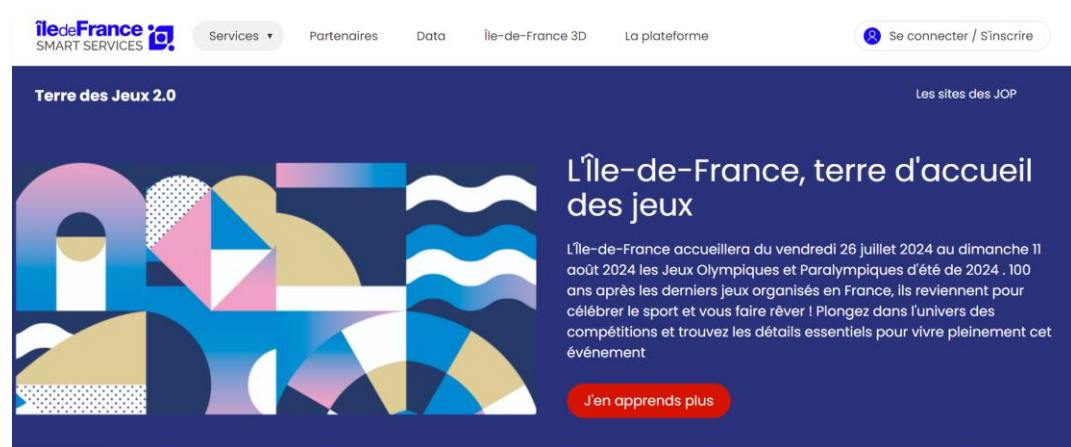 îledeFrance
SMART SERVICES
Services ▼
Partenaires
Data
Île-de-France 3D
La plateforme
Se connecter / S'inscrire
Terre des Jeux 2.0
Les sites des JOP
L'Île-de-France, terre d'accueil
des jeux
L'Île-de-France accueillera du vendredi 26 juillet 2024 au dimanche 11
août 2024 les Jeux Olympiques et Paralympiques d'été de 2024 . 100
ans après les derniers jeux organisés en France, ils reviennent pour
célébrer le sport et vous faire rêver ! Plongez dans l'univers des
compétitions et trouvez les détails essentiels pour vivre pleinement cet
événement
J'en apprends plus